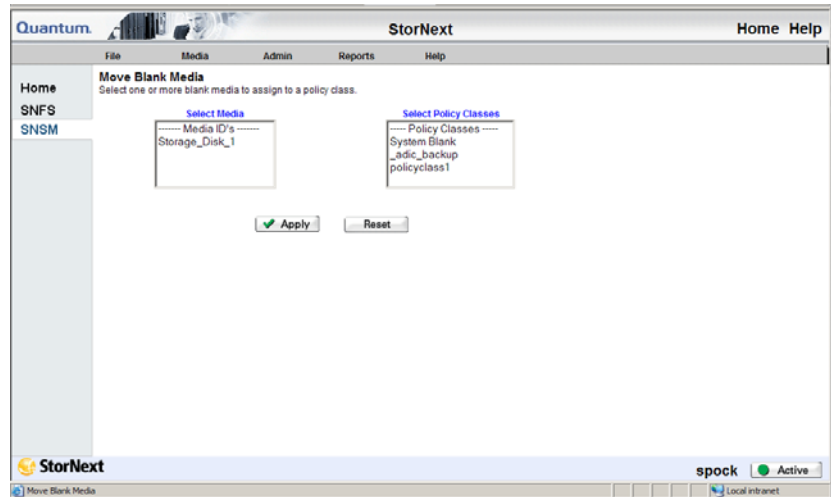 Quantum. StorNext Home Help
File Media Admin Reports Help
Home
SNFS
SNSM
Move Blank Media
Select one or more blank media to assign to a policy class.
Select Media
------- Media ID's -------
Storage_Disk_1
Select Policy Classes
----- Policy Classes -----
System Blank
_adic_backup
policyclass1
Apply Reset
StorNext
spock Active
Move Blank Media Local intranet